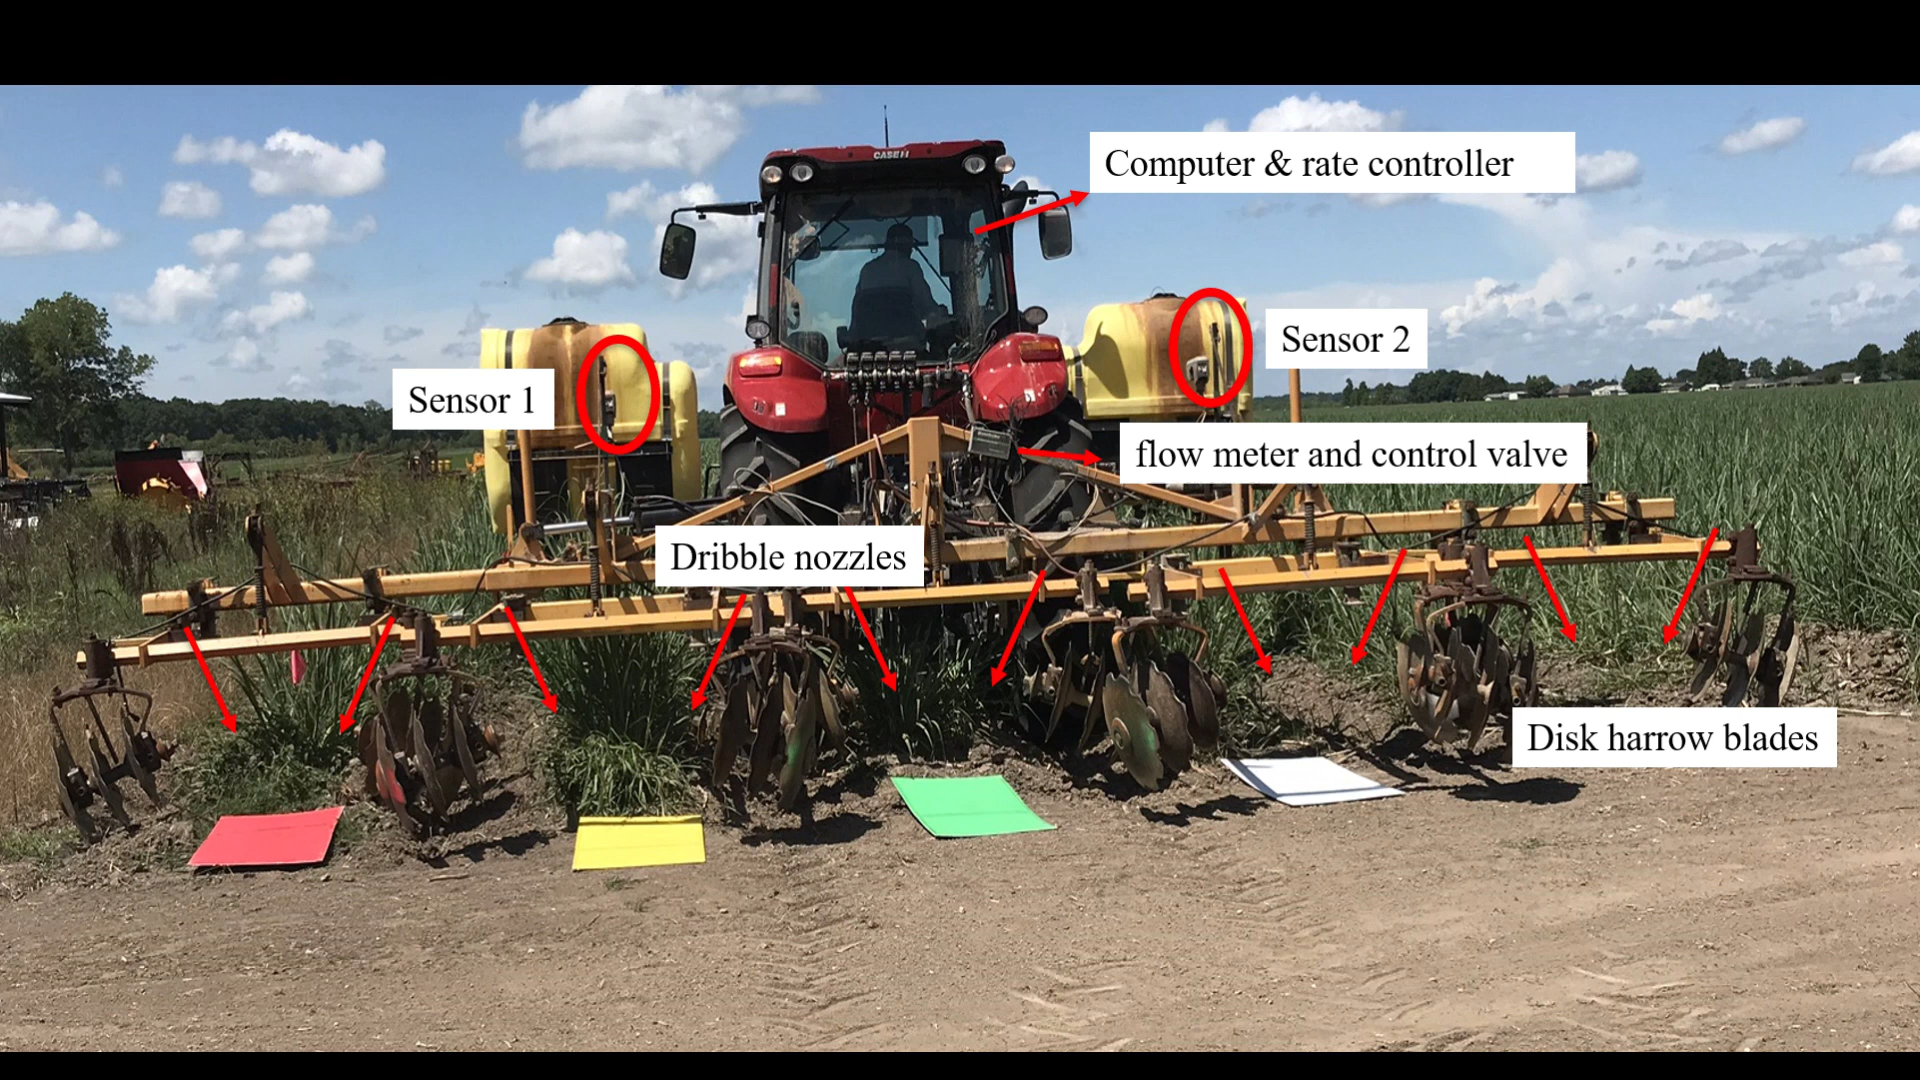 CASE IH
Computer & rate controller
Sensor 2
Sensor 1
flow meter and control valve
Dribble nozzles
Disk harrow blades